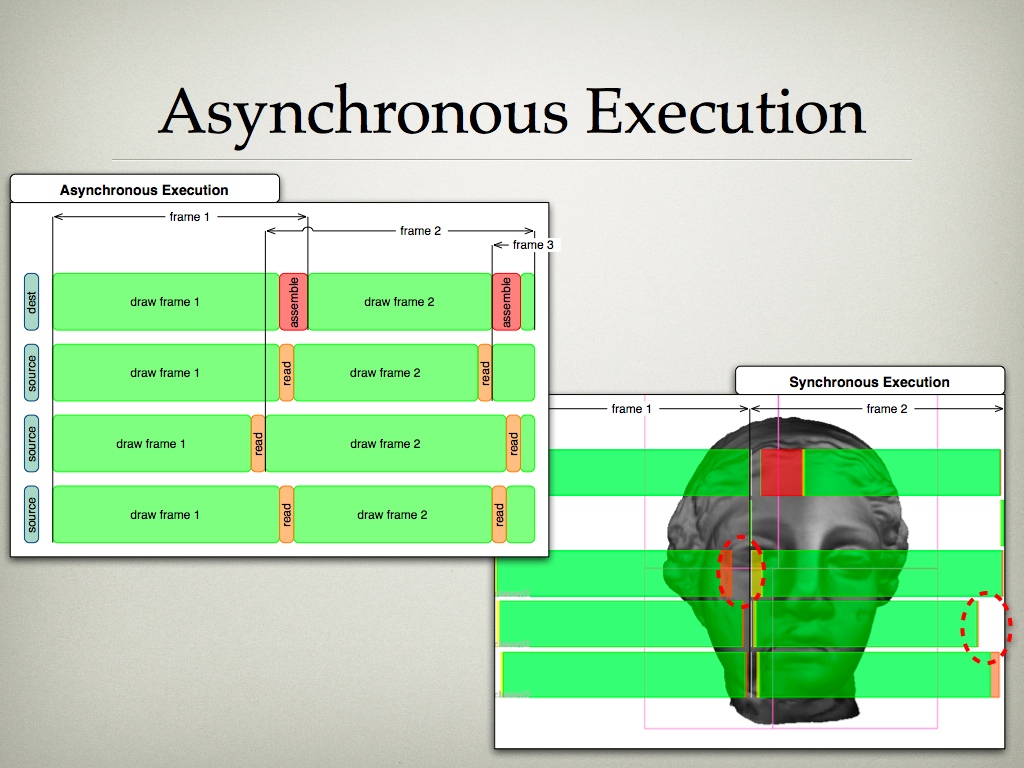 Asynchronous Execution
Asynchronous Execution
frame 1
frame 2
frame 3
dest
draw frame 1
assemble
draw frame 2
assemble
source
draw frame 1
read
draw frame 2
read
source
draw frame 1
read
draw frame 2
read
source
draw frame 1
read
draw frame 2
read
Synchronous Execution
frame 1
frame 2